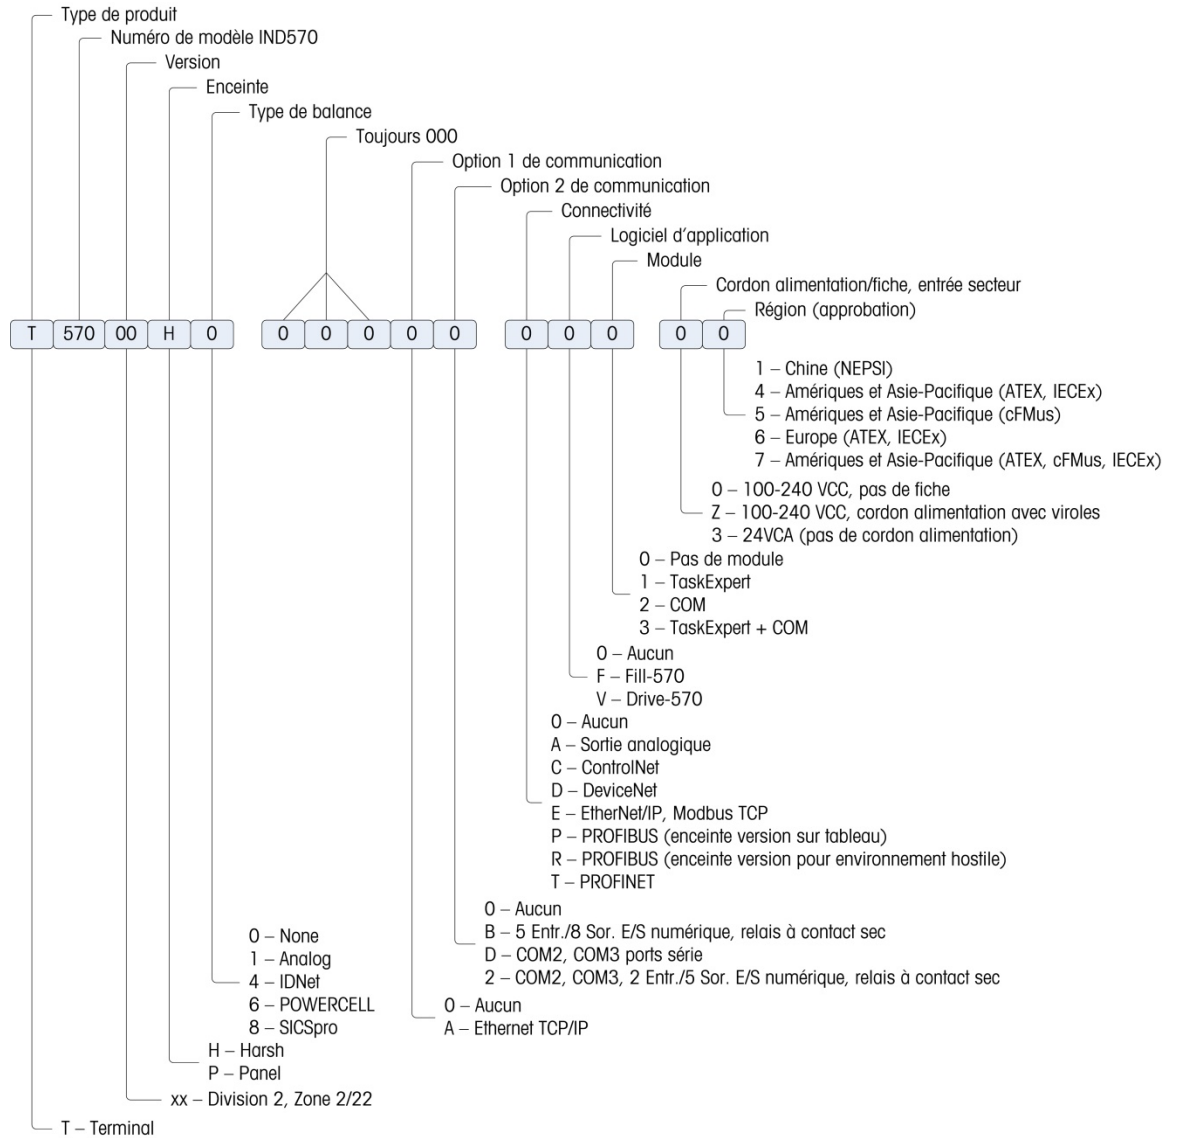 Type de produit
Numéro de modèle IND570
Version
Enceinte
Type de balance
Toujours 000
Option 1 de communication
Option 2 de communication
Connectivité
Logiciel d'application
Module
Cordon alimentation/fiche, entrée secteur
Région (approbation)
T 570 00 H 0 0 0 0 0 0 0 0 0 0 0
1 – Chine (NEPSI)
4 – Amériques et Asie-Pacifique (ATEX, IECEx)
5 – Amériques et Asie-Pacifique (cFMus)
6 – Europe (ATEX, IECEx)
7 – Amériques et Asie-Pacifique (ATEX, cFMus, IECEx)
0 – 100-240 VCC, pas de fiche
Z – 100-240 VCC, cordon alimentation avec viroles
3 – 24VCA (pas de cordon alimentation)
0 – Pas de module
1 – TaskExpert
2 – COM
3 – TaskExpert + COM
0 – Aucun
F – Fill-570
V – Drive-570
0 – Aucun
A – Sortie analogique
C – ControlNet
D – DeviceNet
E – EtherNet/IP, Modbus TCP
P – PROFIBUS (enceinte version sur tableau)
R – PROFIBUS (enceinte version pour environnement hostile)
T – PROFINET
0 – Aucun
B – 5 Entr./8 Sor. E/S numérique, relais à contact sec
D – COM2, COM3 ports série
2 – COM2, COM3, 2 Entr./5 Sor. E/S numérique, relais à contact sec
0 – None
1 – Analog
4 – IDNet
6 – POWERCELL
8 – SICSpro
0 – Aucun
A – Ethernet TCP/IP
H – Harsh
P – Panel
xx – Division 2, Zone 2/22
T – Terminal